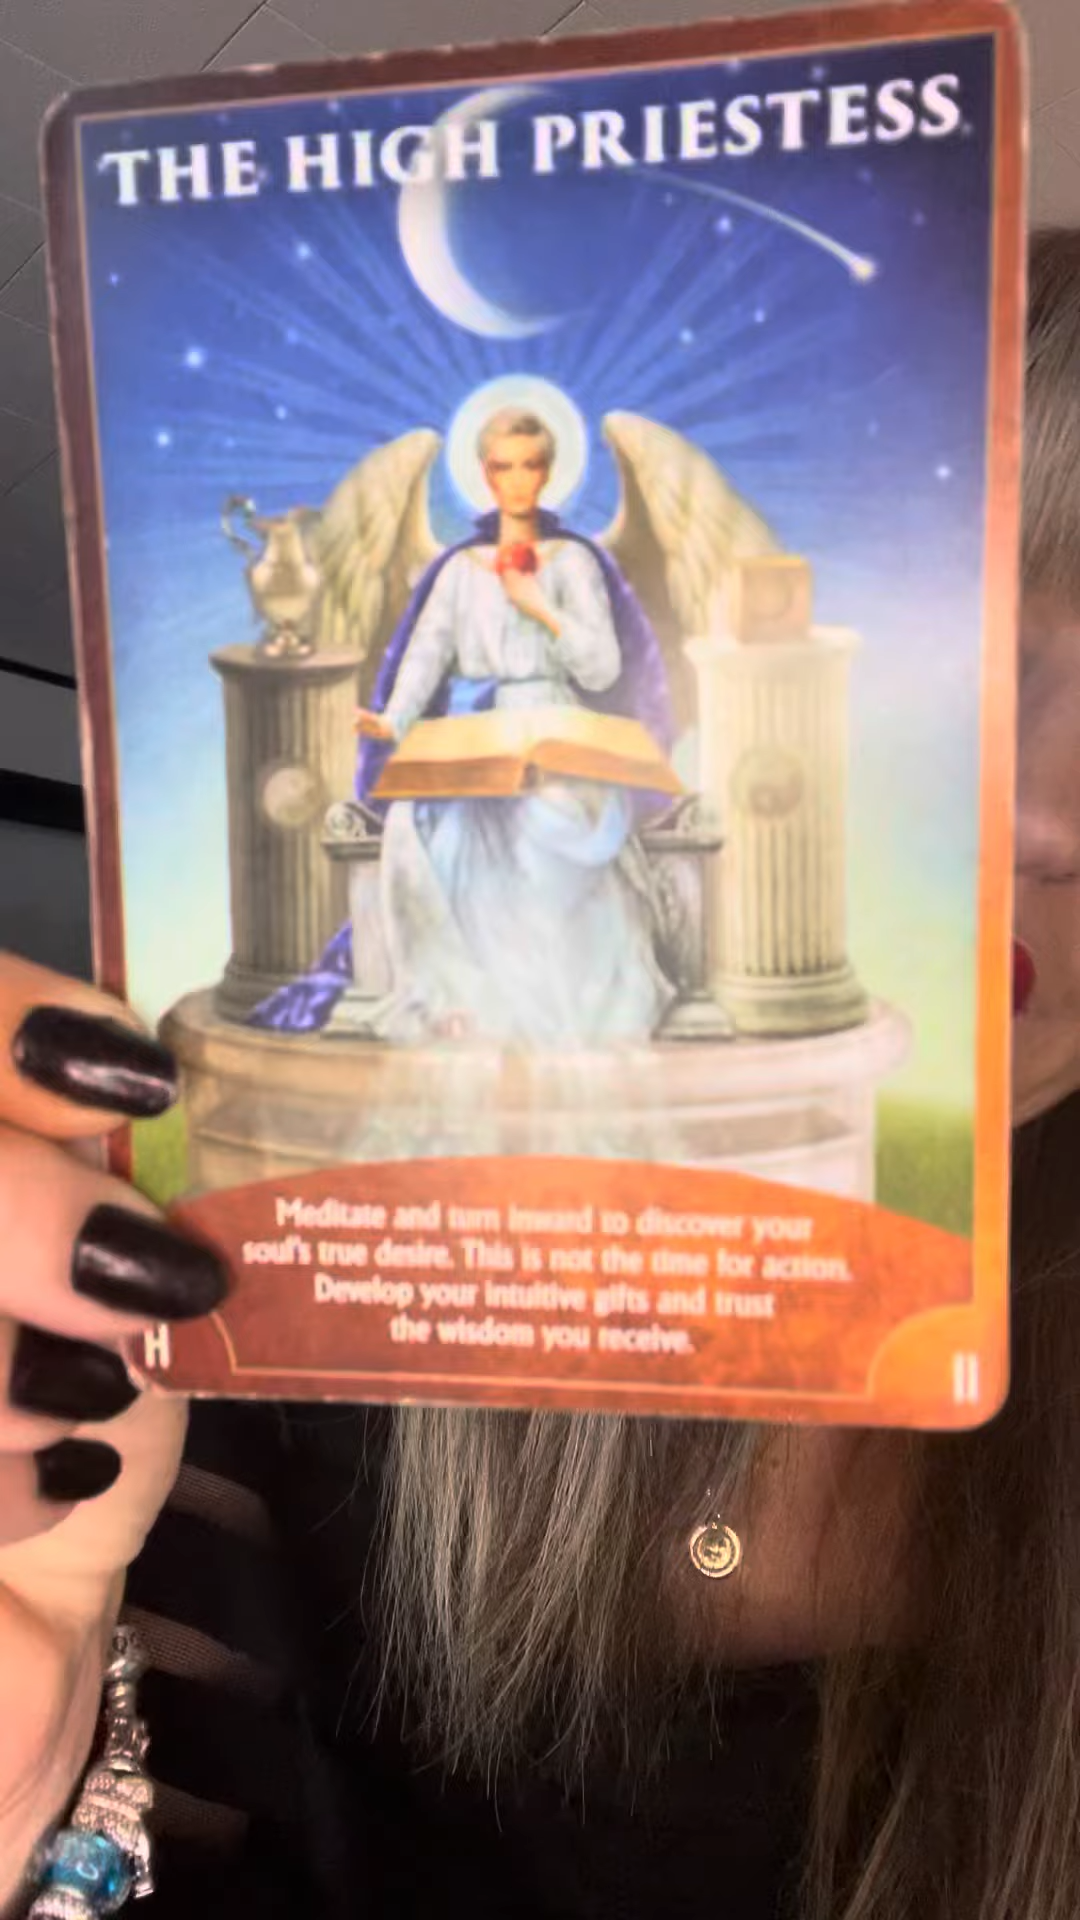 THE HIGH PRIESTESS
Meditate and turn inward to discover your
soul's true desire. This is not the time for action.
Develop your intuitive gifts and trust
the wisdom you receive.
H
II